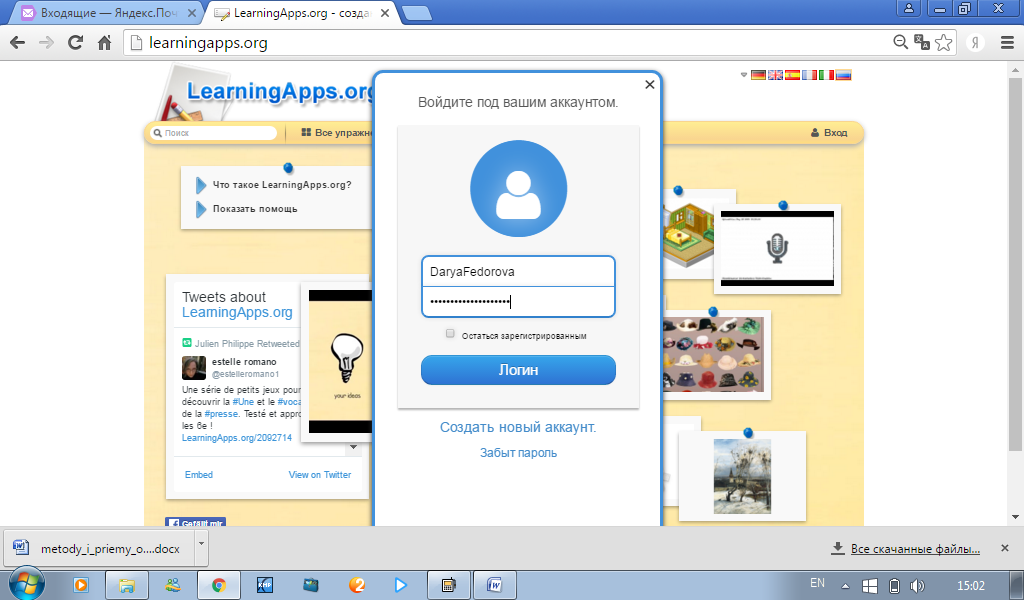 Входящие — Яндекс.Поч
LearningApps.org - созда
learningapps.org
Я
LearningApps.org
Поиск
Все упражне
Вход
Что такое LearningApps.org?
Показать помощь
Tweets about
LearningApps.org
Julien Philippe Retweeted
estelle romano
@estelleromano1
Une série de petits jeux pour
découvrir la #Une et le #voca
de la #presse. Testé et appro
les 6e !
LearningApps.org/2092714
Embed
View on Twitter
your ideas
Gefällt mir
Войдите под вашим аккаунтом.
DaryaFedorova
Остаться зарегистрированным
Логин
Создать новый аккаунт.
Забыт пароль
metody_i_priemy_o....docx
Все скачанные файлы...
KMP
EN
15:02